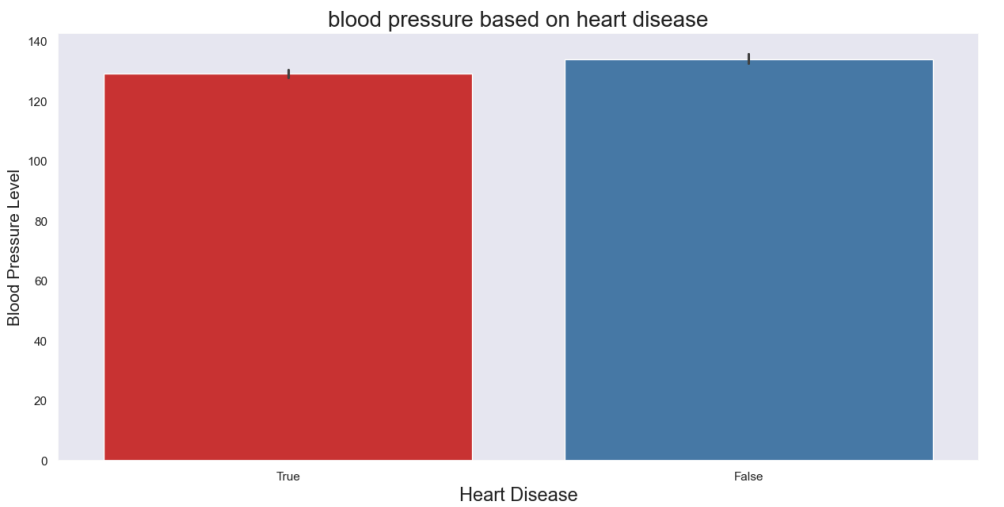 blood pressure based on heart disease
140
120
100
80
60
40
20
0
Blood Pressure Level
True
False
Heart Disease